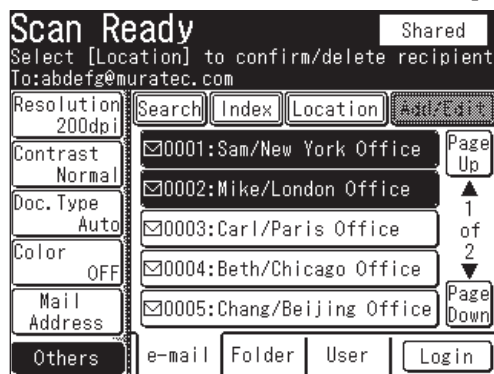 Scan Ready
Shared
Select [Location] to confirm/delete recipient
To:abdefg@muratec.com
Resolution
200dpi
Contrast
Normal
Doc.Type
Auto
Color
OFF
Mail
Address
Others
Search Index Location Add/Edit
0001:Sam/New York Office
0002:Mike/London Office
0003:Carl/Paris Office
0004:Beth/Chicago Office
0005:Chang/Beijing Office
Page
Up
1
of
2
Page
Down
e-mail Folder User Login